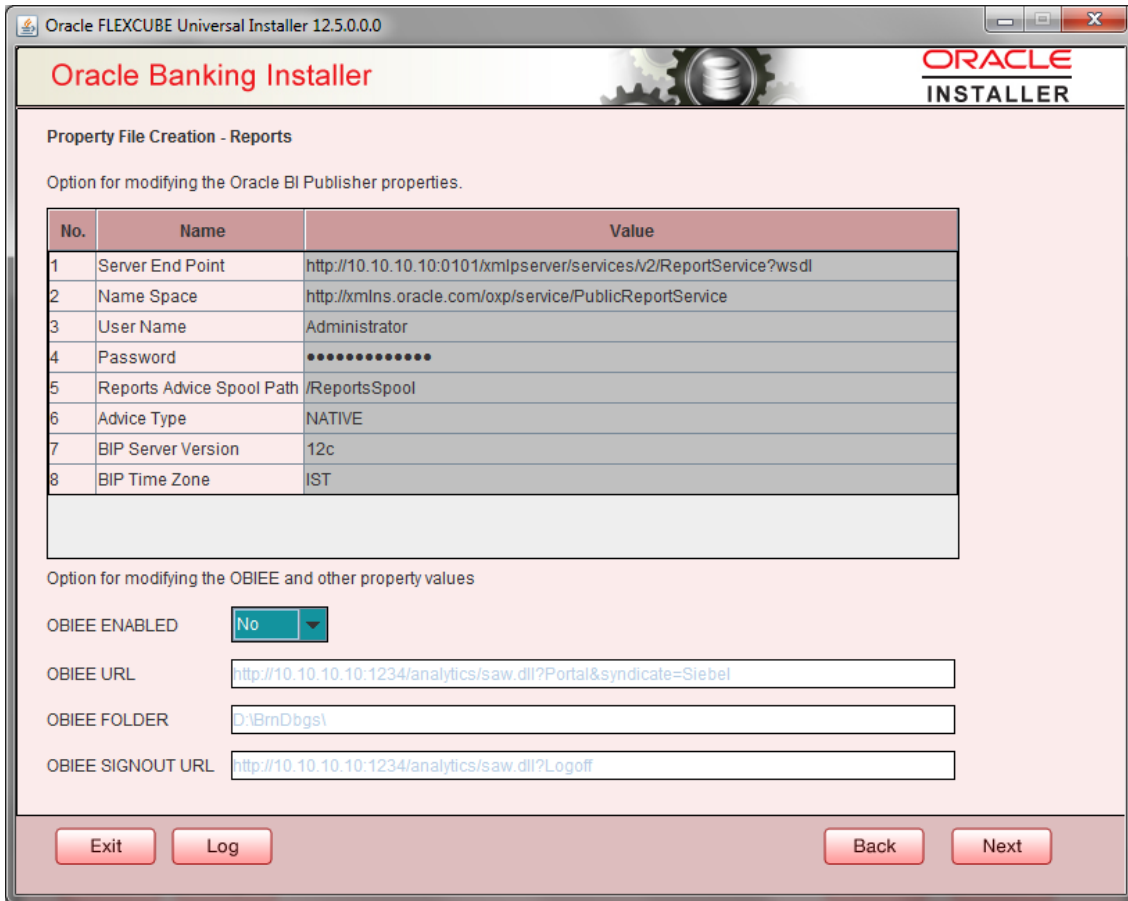 Oracle FLEXCUBE Universal Installer 12.5.0.0.0
Oracle Banking Installer
ORACLE
INSTALLER
Property File Creation - Reports
Option for modifying the Oracle BI Publisher properties.
No. Name Value
1 Server End Point http://10.10.10.10:0101/xmlpserver/services/v2/ReportService?wsdl
2 Name Space http://xmlns.oracle.com/oxp/service/PublicReportService
3 User Name Administrator
4 Password •••••••••••••
5 Reports Advice Spool Path /ReportsSpool
6 Advice Type NATIVE
7 BIP Server Version 12c
8 BIP Time Zone IST
Option for modifying the OBIEE and other property values
OBIEE ENABLED No
OBIEE URL http://10.10.10.10:1234/analytics/saw.dll?Portal&syndicate=Siebel
OBIEE FOLDER D:\BrnDbgs\
OBIEE SIGNOUT URL http://10.10.10.10:1234/analytics/saw.dll?Logoff
Exit Log Back Next